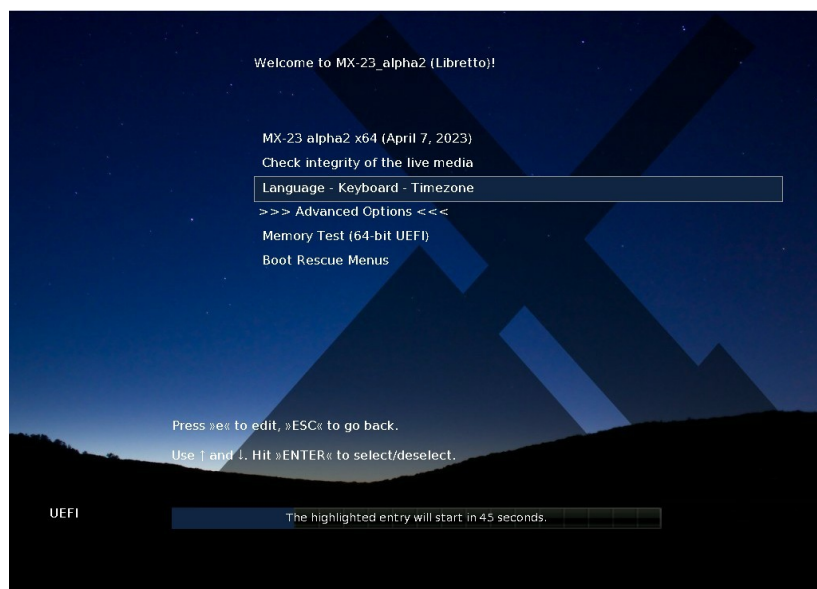 Welcome to MX-23_alpha2 (Libretto)!
MX-23 alpha2 x64 (April 7, 2023)
Check integrity of the live media
Language - Keyboard - Timezone
>>> Advanced Options <<<
Memory Test (64-bit UEFI)
Boot Rescue Menus
Press »e« to edit, »ESC« to go back.
Use ↑ and ↓. Hit »ENTER« to select/deselect.
UEFI
The highlighted entry will start in 45 seconds.